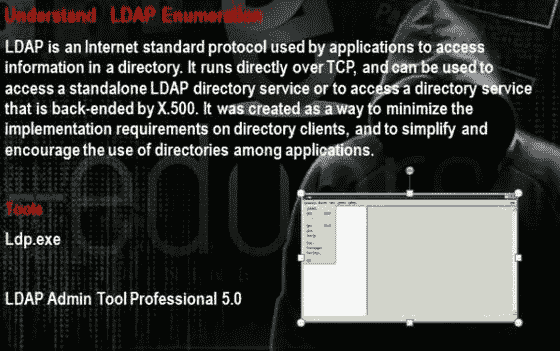 Understand LDAP Enumeration
LDAP is an Internet standard protocol used by applications to access
information in a directory. It runs directly over TCP, and can be used to
access a standalone LDAP directory service or to access a directory service
that is back-ended by X.500. It was created as a way to minimize the
implementation requirements on directory clients, and to simplify and
encourage the use of directories among applications.
Tools
Ldp.exe
LDAP Admin Tool Professional 5.0